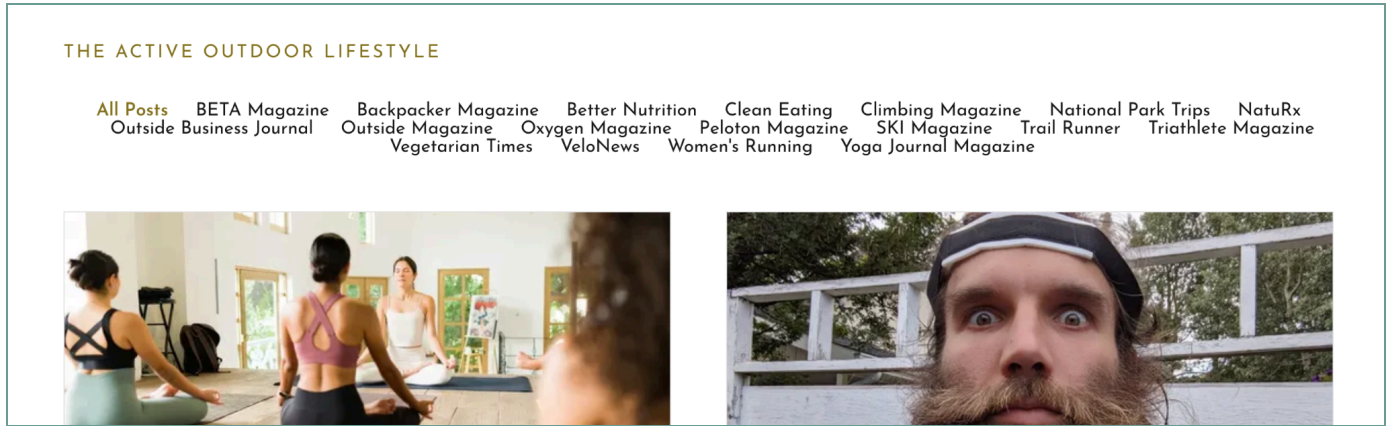 THE ACTIVE OUTDOOR LIFESTYLE
All Posts BETA Magazine Backpacker Magazine Better Nutrition Clean Eating Climbing Magazine National Park Trips NatuRx
Outside Business Journal Outside Magazine Oxygen Magazine Peloton Magazine SKI Magazine Trail Runner Triathlete Magazine
Vegetarian Times VeloNews Women's Running Yoga Journal Magazine